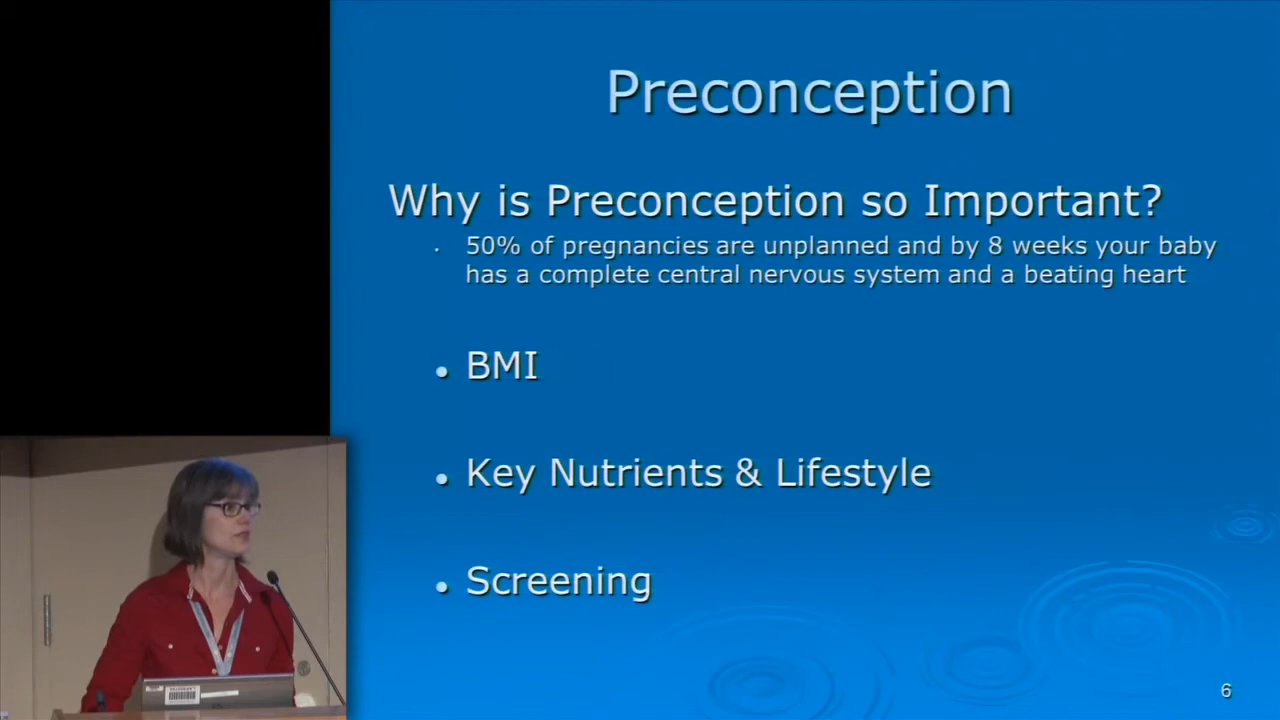 Preconception
Why is Preconception so Important?
50% of pregnancies are unplanned and by 8 weeks your baby
has a complete central nervous system and a beating heart
BMI
Key Nutrients & Lifestyle
Screening
6